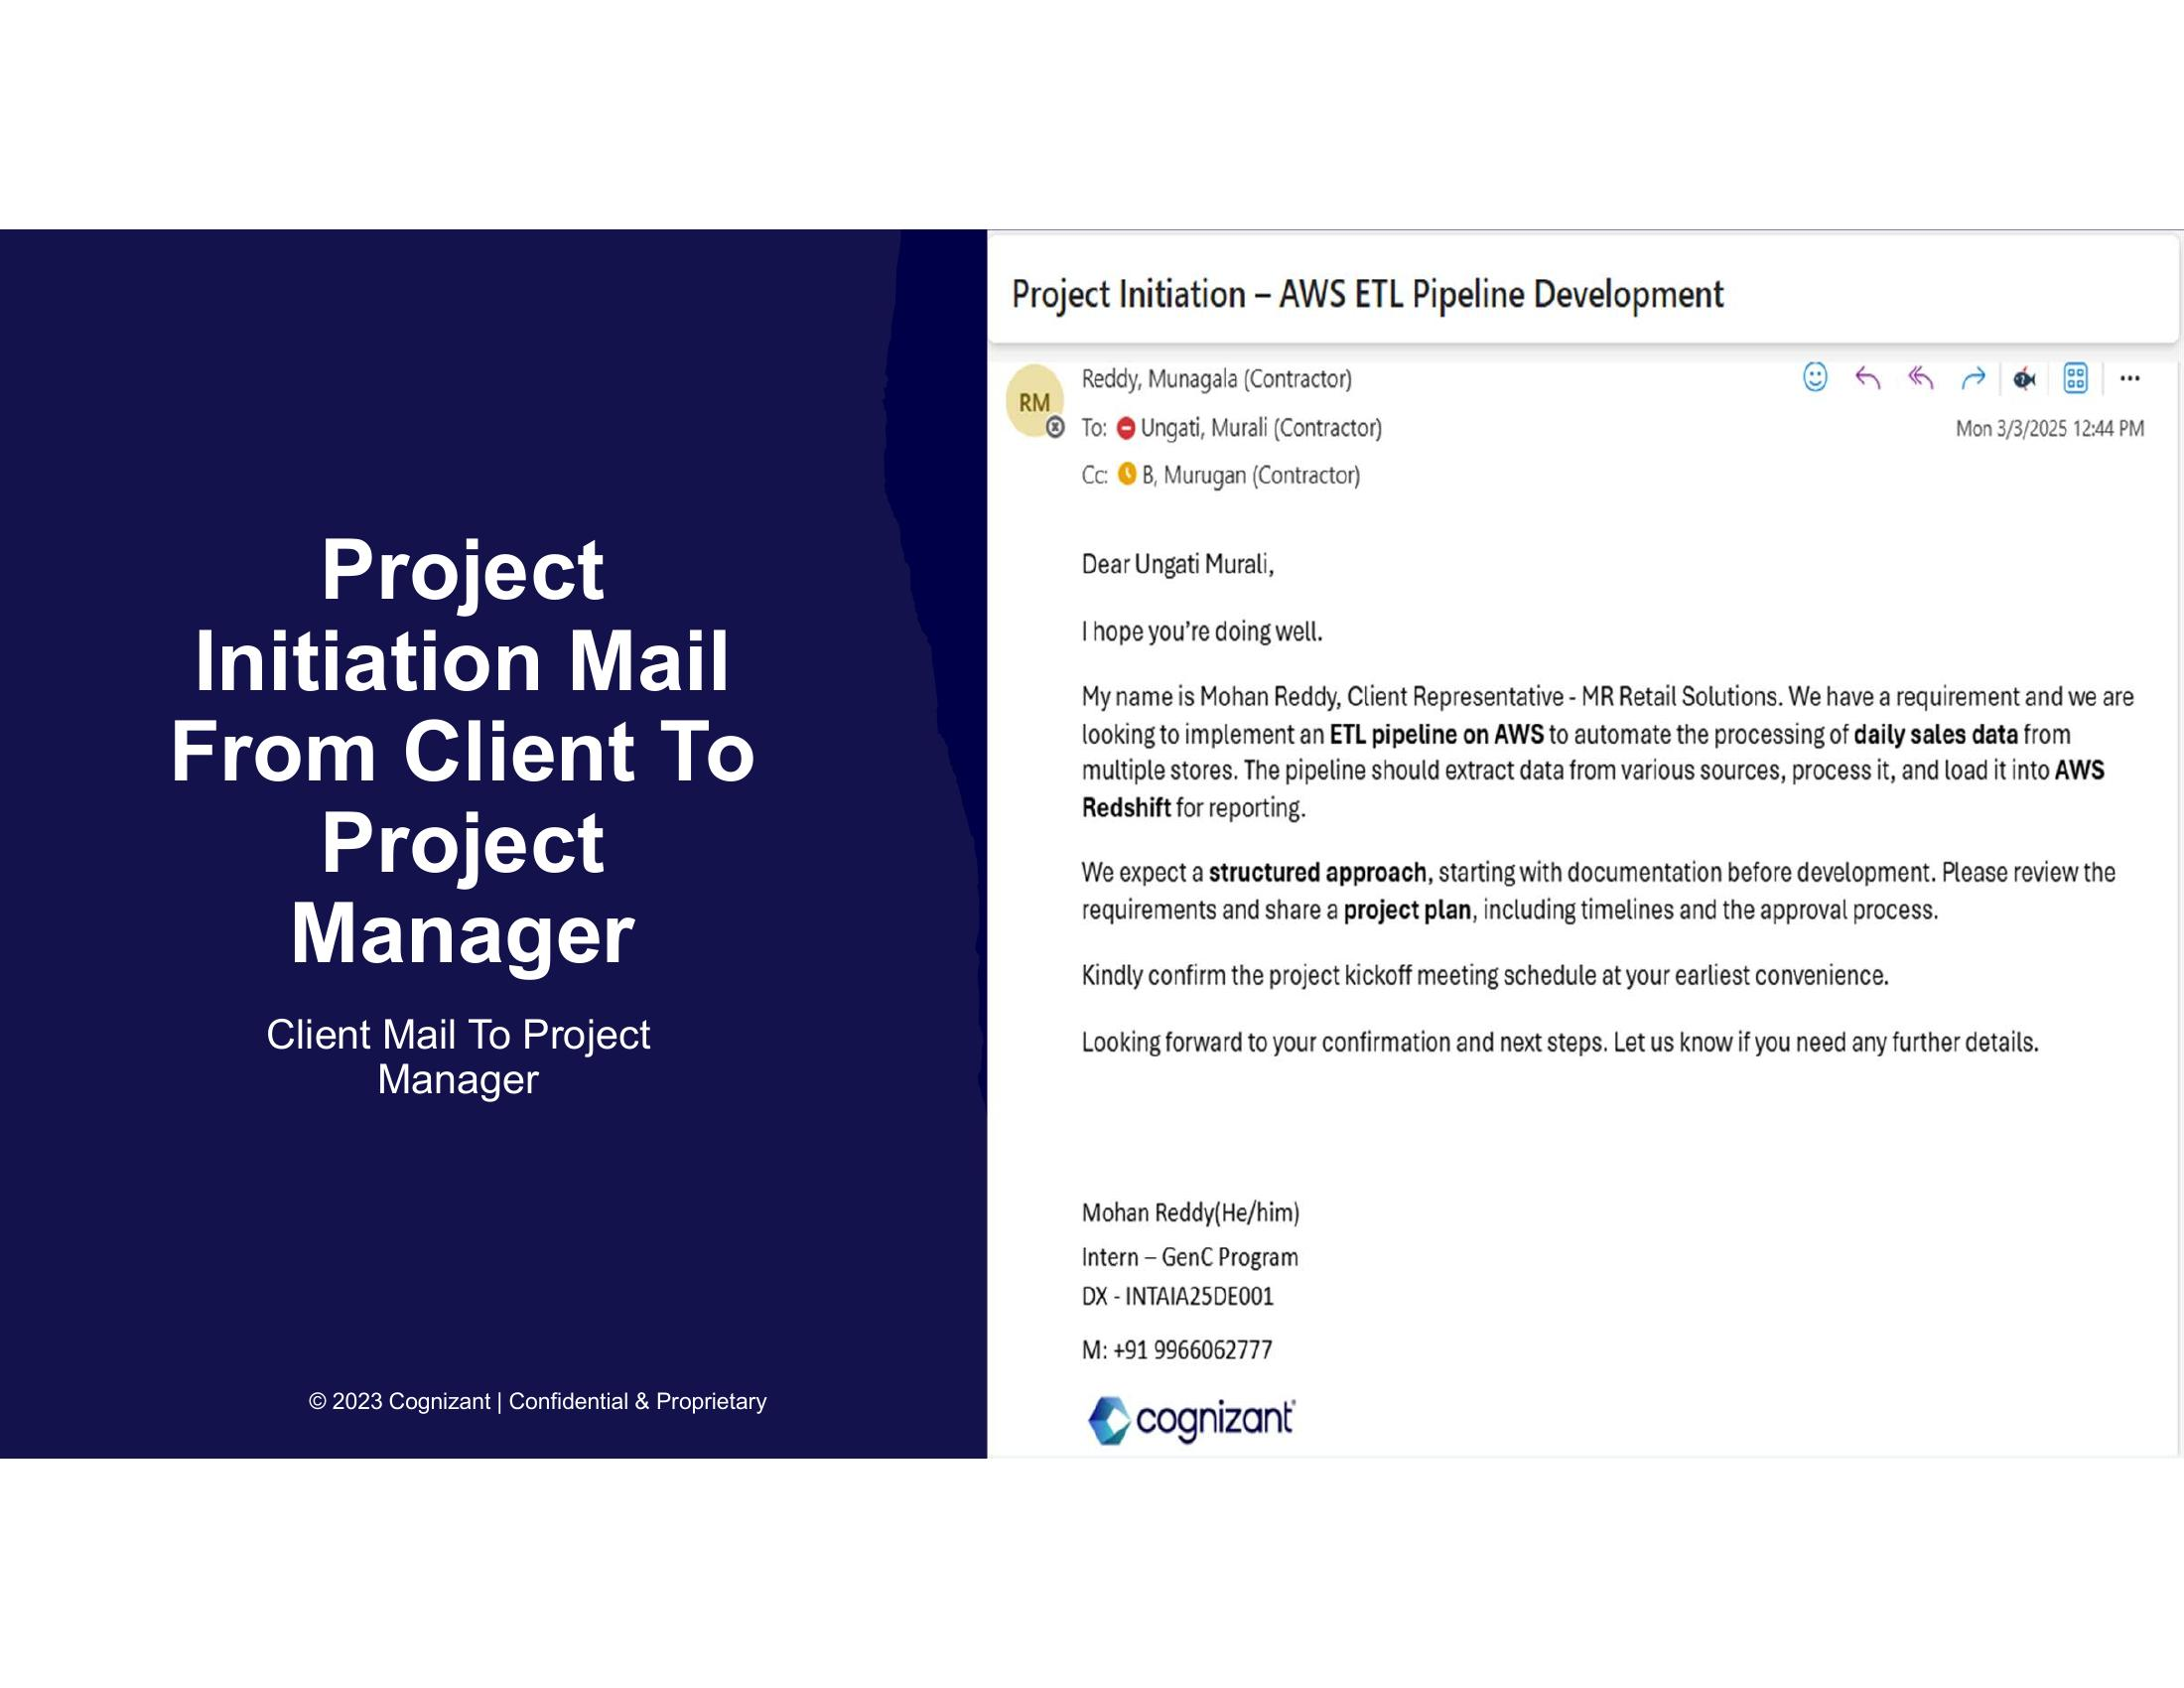 Project
Initiation Mail
From Client To
Project
Manager
Client Mail To Project
Manager
© 2023 Cognizant | Confidential & Proprietary
Project Initiation – AWS ETL Pipeline Development
RM
Reddy, Munagala (Contractor)
To: Ungati, Murali (Contractor)
Mon 3/3/2025 12:44 PM
Cc: B, Murugan (Contractor)
Dear Ungati Murali,
I hope you’re doing well.
My name is Mohan Reddy, Client Representative - MR Retail Solutions. We have a requirement and we are
looking to implement an ETL pipeline on AWS to automate the processing of daily sales data from
multiple stores. The pipeline should extract data from various sources, process it, and load it into AWS
Redshift for reporting.
We expect a structured approach, starting with documentation before development. Please review the
requirements and share a project plan, including timelines and the approval process.
Kindly confirm the project kickoff meeting schedule at your earliest convenience.
Looking forward to your confirmation and next steps. Let us know if you need any further details.
Mohan Reddy(He/him)
Intern – GenC Program
DX - INTAIA25DE001
M: +91 9966062777
cognizant